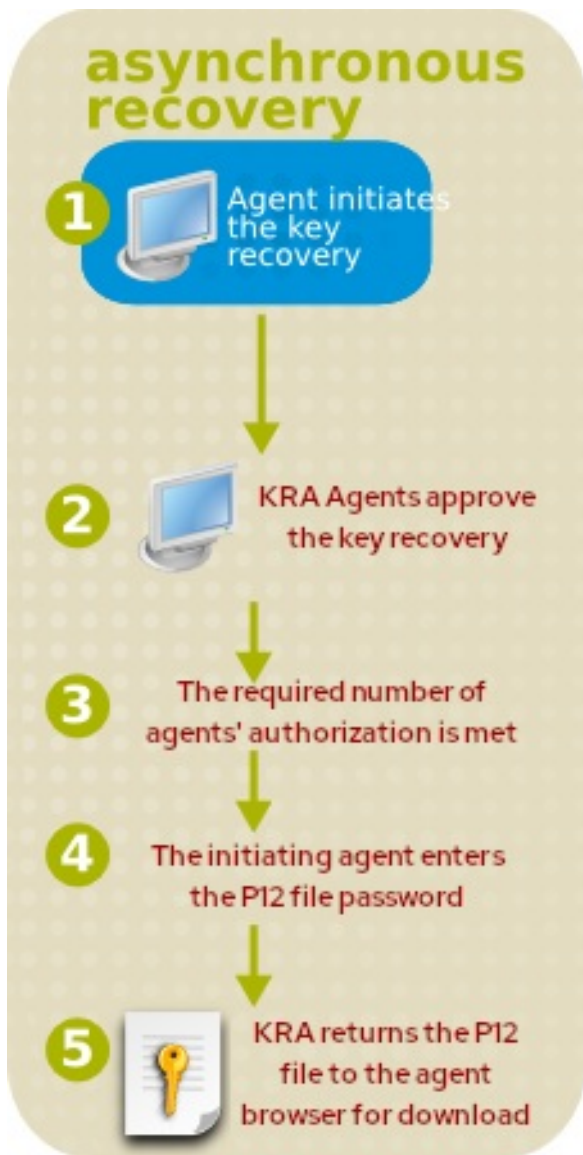 asynchronous
recovery
1
Agent initiates
the key
recovery
2
KRA Agents approve
the key recovery
3
The required number of
agents' authorization is met
4
The initiating agent enters
the P12 file password
5
KRA returns the P12
file to the agent
browser for download